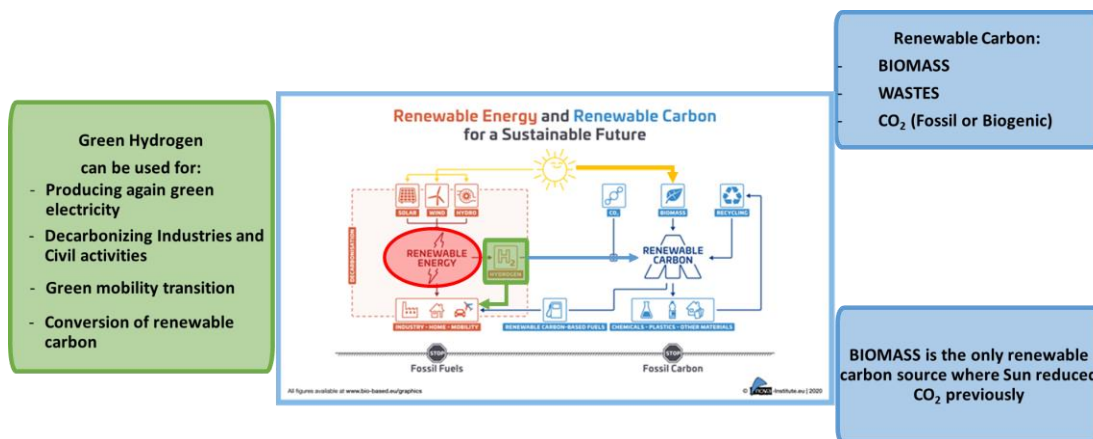 Green Hydrogen
can be used for:
- Producing again green
electricity
- Decarbonizing Industries and
Civil activities
- Green mobility transition
- Conversion of renewable
carbon
Renewable Energy and Renewable Carbon
for a Sustainable Future
SOLAR
WIND
HYDRO
CO₂
BIOMASS
RECYCLING
DECARBONISATION
RENEWABLE
ENERGY
H₂
HYDROGEN
RENEWABLE
CARBON
INDUSTRY · HOME · MOBILITY
RENEWABLE CARBON-BASED FUELS
CHEMICALS · PLASTICS · OTHER MATERIALS
STOP
STOP
Fossil Fuels
Fossil Carbon
All figures available at www.bio-based.eu/graphics
© nova-Institute.eu | 2020
Renewable Carbon:
- BIOMASS
- WASTES
- CO₂ (Fossil or Biogenic)
BIOMASS is the only renewable
carbon source where Sun reduced
CO₂ previously